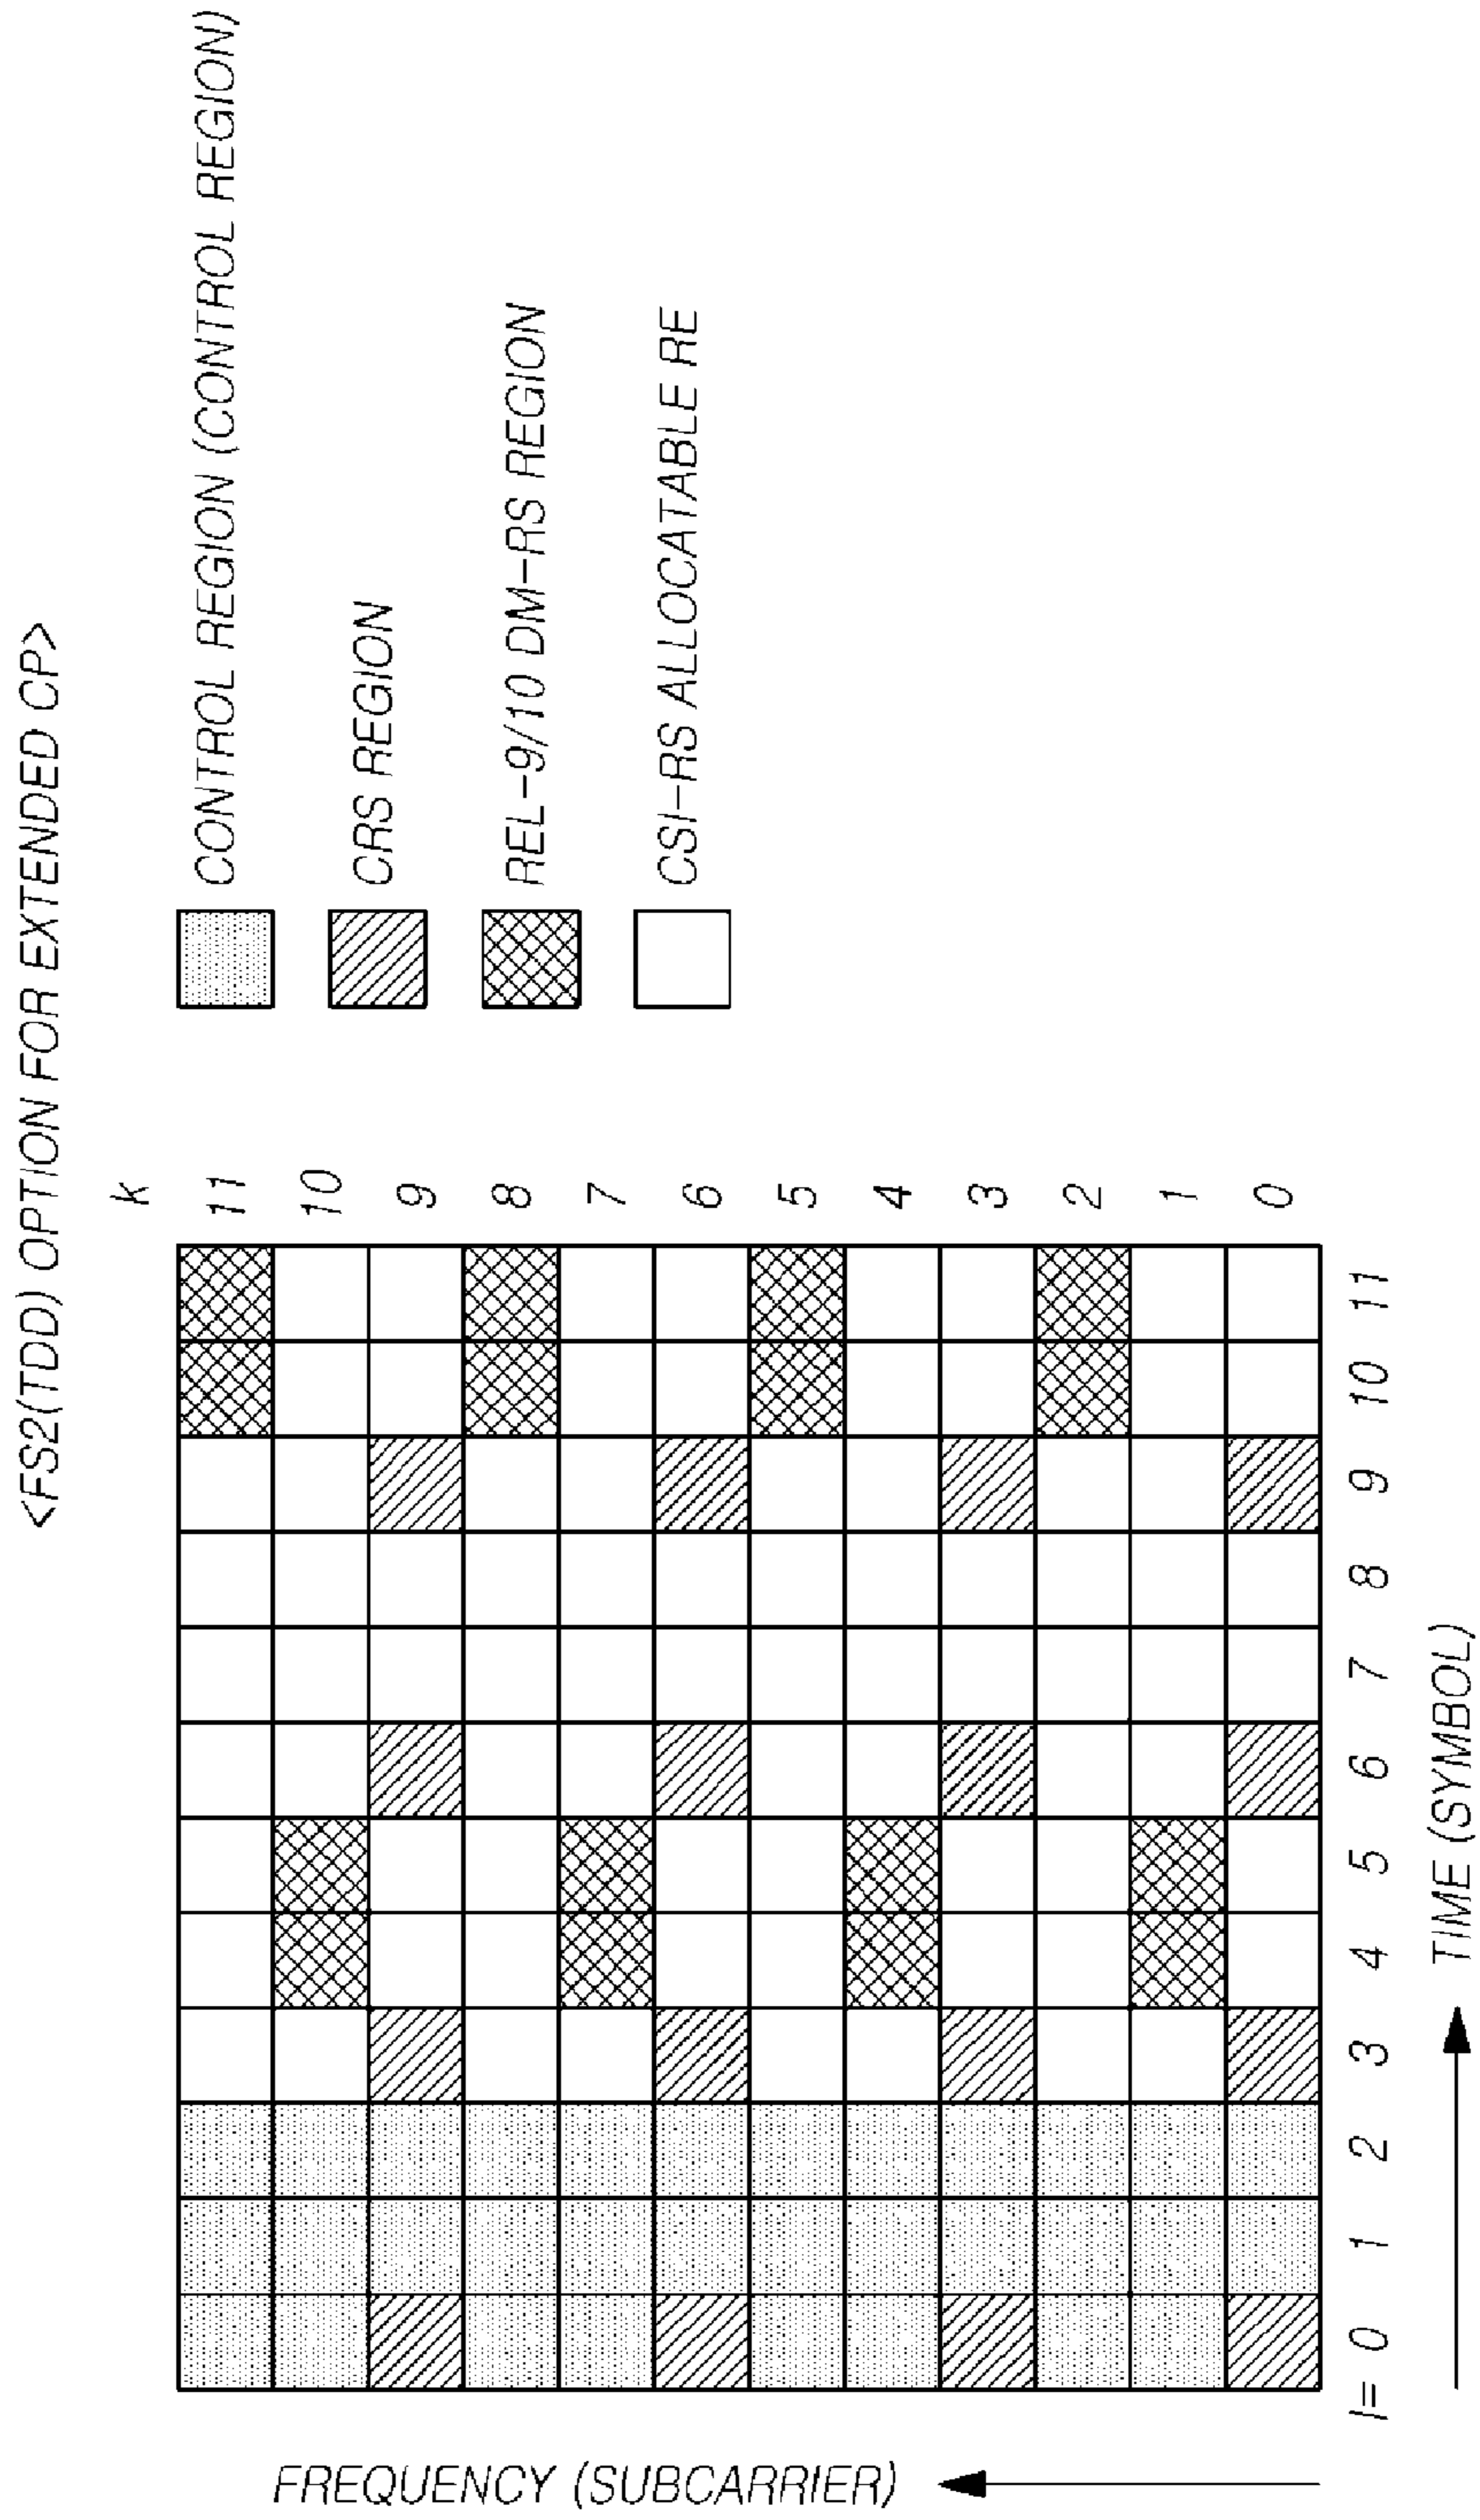 <FS2(TDD) OPTION FOR EXTENDED CP>
k
11
10
9
8
7
6
5
4
3
2
1
0
l= 0 1 2 3 4 5 6 7 8 9 10 11
FREQUENCY (SUBCARRIER)
TIME (SYMBOL)
CONTROL REGION (CONTROL REGION)
CRS REGION
REL-9/10 DM-RS REGION
CSI-RS ALLOCATABLE RE